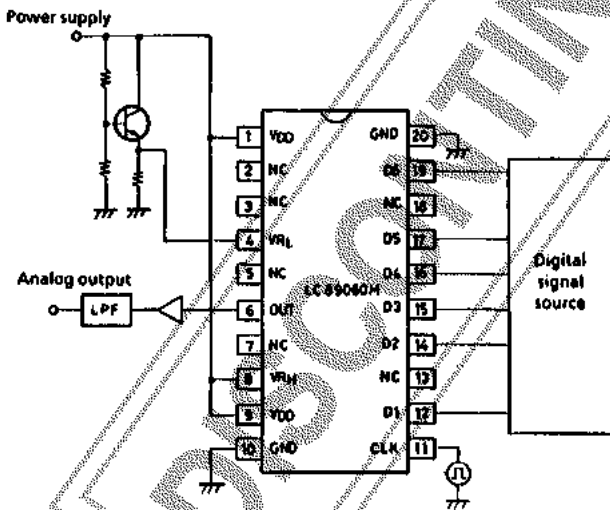 Power supply
1 VDD
2 NC
3 NC
4 VRL
5 NC
6 OUT
7 NC
8 VRH
9 VDD
10 GND
GND 20
D6 19
NC 18
D5 17
D4 16
D3 15
D2 14
NC 13
D1 12
CLK 11
Analog output
LPF
Digital
signal
source
DISCONTIN